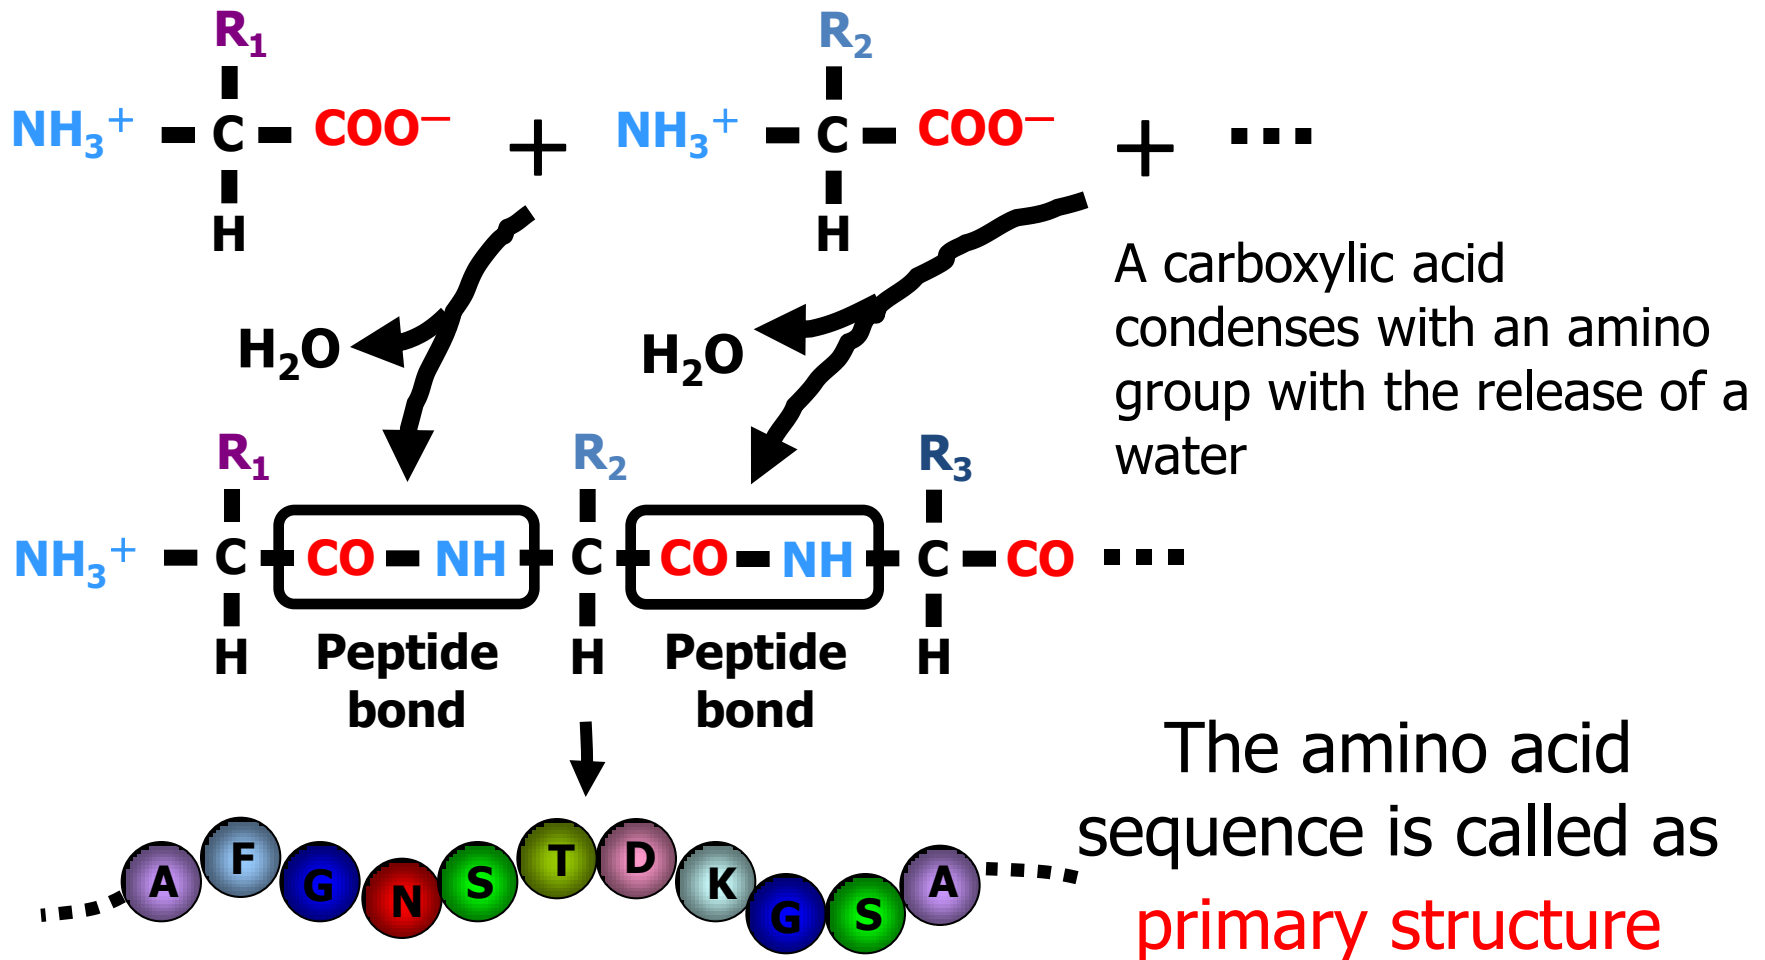 R₁ R₂
NH₃⁺ C COO⁻ + NH₃⁺ C COO⁻ + ...
H H
A carboxylic acid
condenses with an amino
group with the release of a
water
H₂O H₂O
R₁ R₂ R₃
NH₃⁺ C CO NH C CO NH C CO ...
H Peptide H Peptide H
bond bond
The amino acid
sequence is called as
primary structure
A F G N S T D K G S A